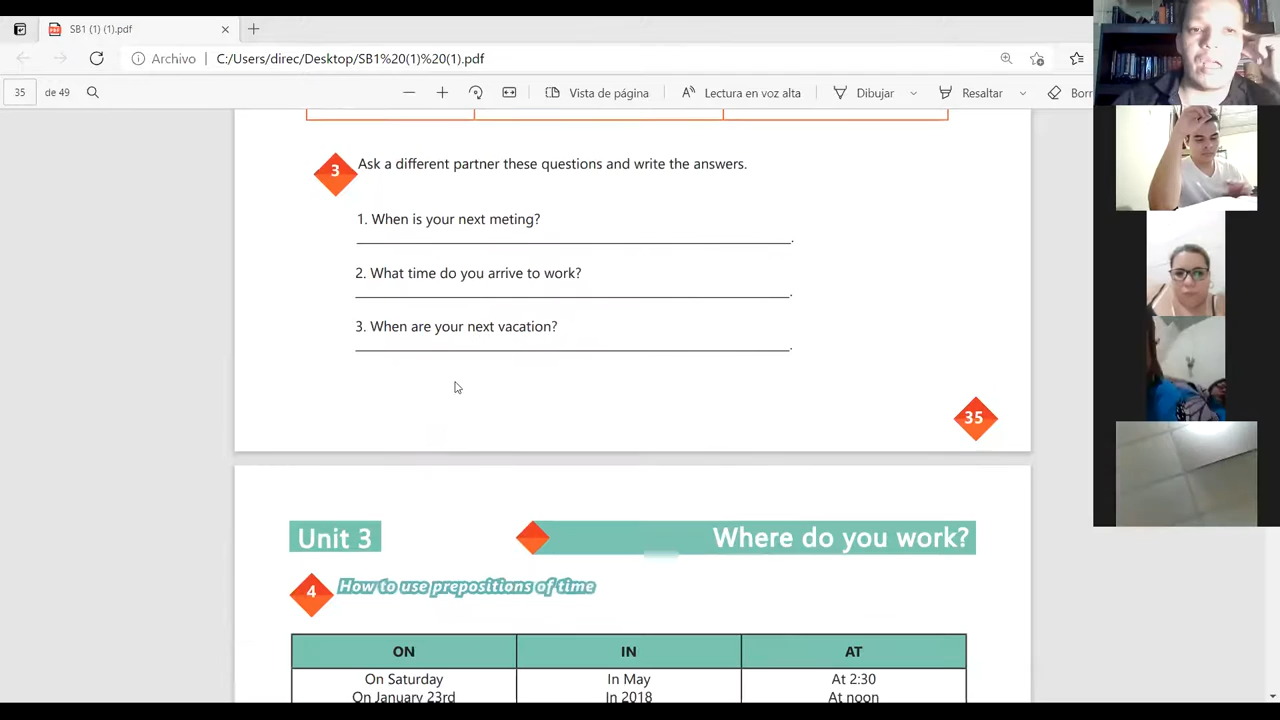 SB1 (1) (1).pdf
Archivo
C:/Users/direc/Desktop/SB1%20(1)%20(1).pdf
35
de 49
Vista de página
Lectura en voz alta
Dibujar
Resaltar
Borr
3
Ask a different partner these questions and write the answers.
1. When is your next meting?
2. What time do you arrive to work?
3. When are your next vacation?
35
Unit 3
Where do you work?
4
How to use prepositions of time
ON
IN
AT
On Saturday
In May
At 2:30
On January 23rd
In 2018
At noon